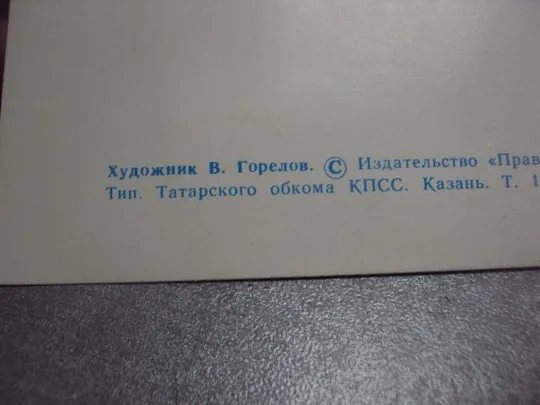 Художник В. Горелов. © Издательство «Прав
Тип. Татарского обкома КПСС. Казань. Т. 1